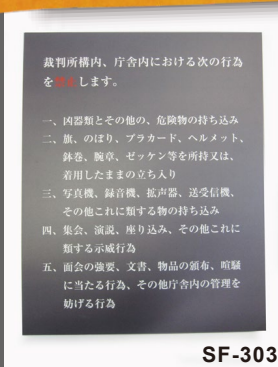 裁判所構内、庁舎内における次の行為
を禁止します。
一、凶器類とその他の、危険物の持ち込み
二、旗、のぼり、プラカード、ヘルメット、
鉢巻、腕章、ゼッケン等を所持又は、
着用したままの立ち入り
三、写真機、録音機、拡声器、送受信機、
その他これに類する物の持ち込み
四、集会、演説、座り込み、その他これに
類する示威行為
五、面会の強要、文書、物品の頒布、喧騒
に当たる行為、その他庁舎内の管理を
妨げる行為
SF-303